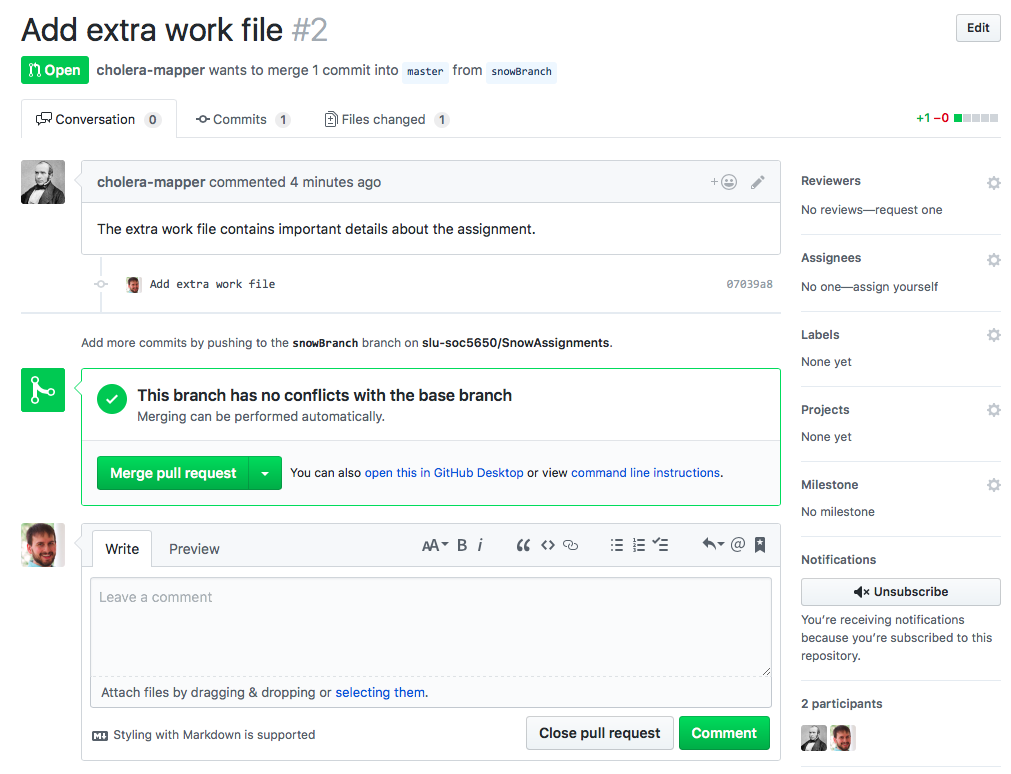 Add extra work file #2
Edit
Open cholera-mapper wants to merge 1 commit into master from snowBranch
Conversation 0 Commits 1 Files changed 1 +1 −0
cholera-mapper commented 4 minutes ago
The extra work file contains important details about the assignment.
Add extra work file 07039a8
Add more commits by pushing to the snowBranch branch on slu-soc5650/SnowAssignments.
This branch has no conflicts with the base branch
Merging can be performed automatically.
Merge pull request You can also open this in GitHub Desktop or view command line instructions.
Write Preview AA B i
Leave a comment
Attach files by dragging & dropping or selecting them.
Styling with Markdown is supported Close pull request Comment
Reviewers
No reviews—request one
Assignees
No one—assign yourself
Labels
None yet
Projects
None yet
Milestone
No milestone
Notifications
Unsubscribe
You’re receiving notifications
because you’re subscribed to this
repository.
2 participants